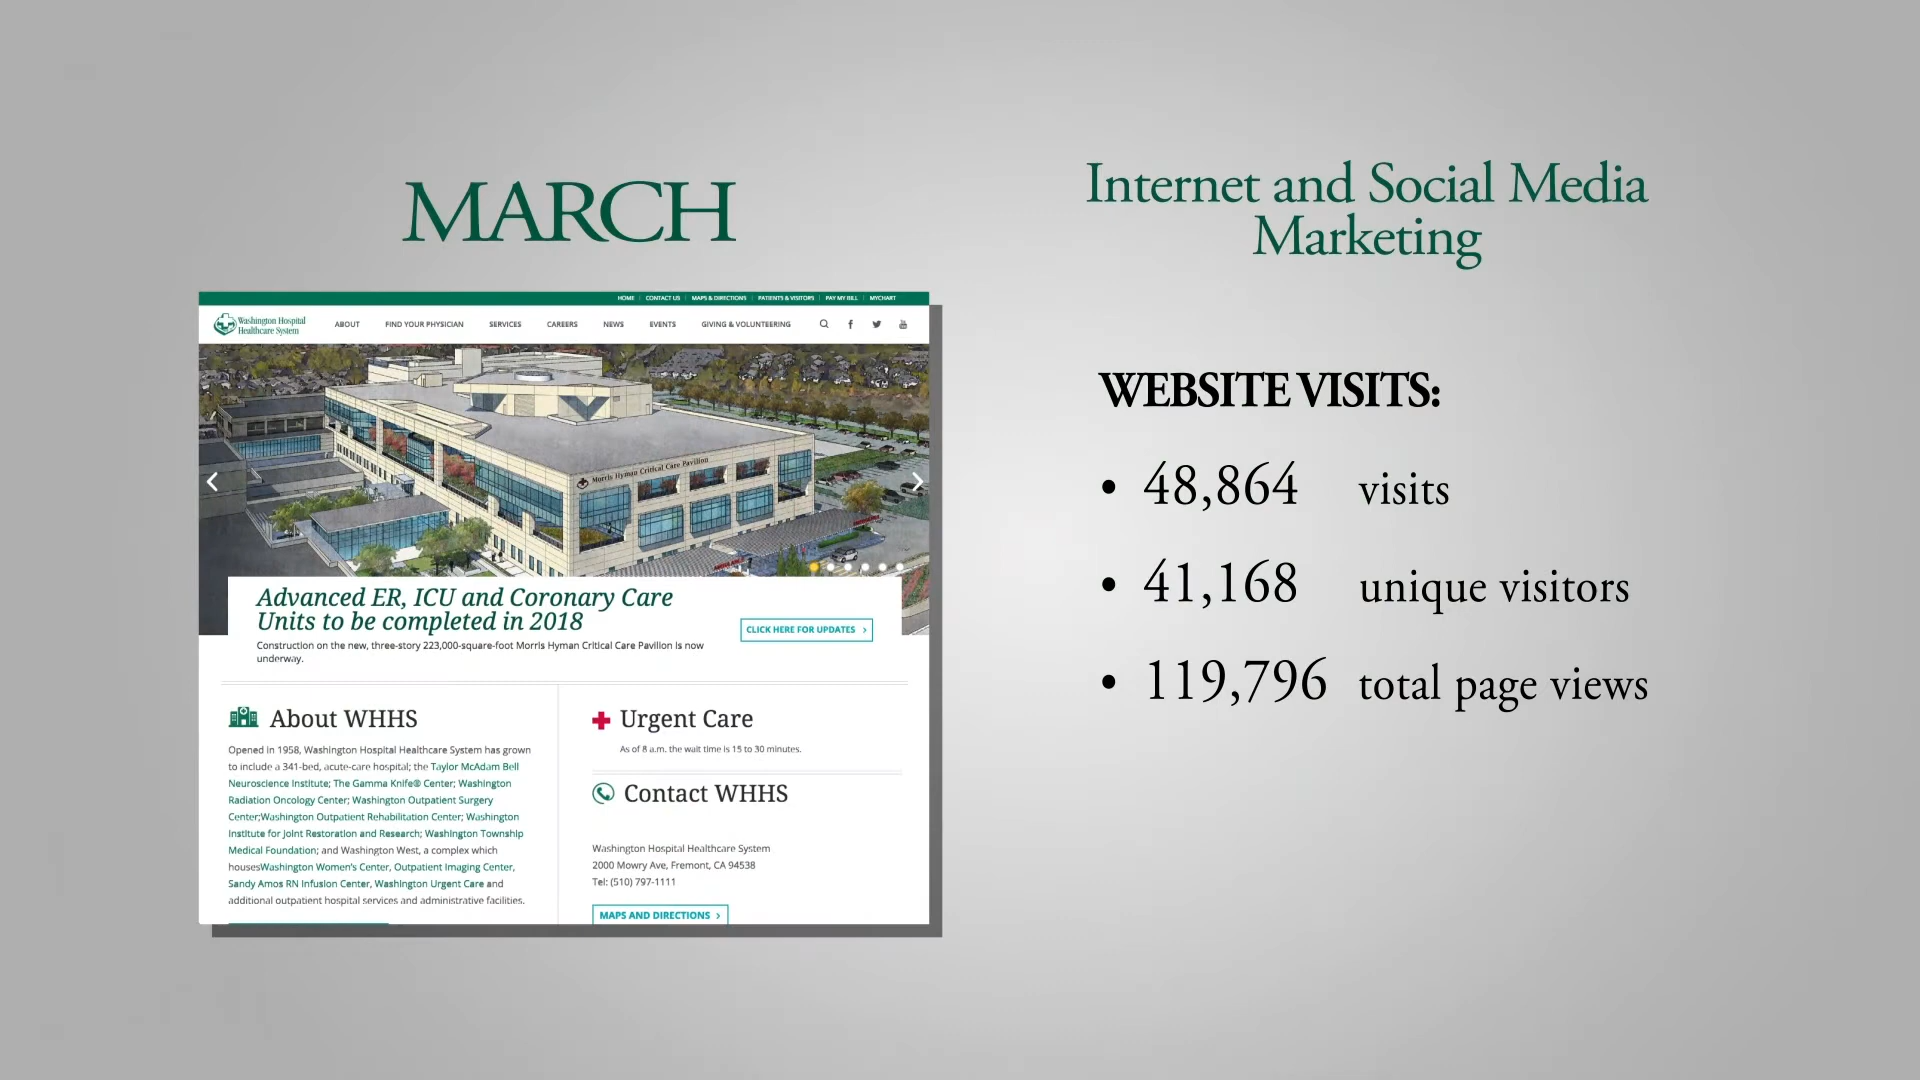 MARCH
Internet and Social Media
Marketing
HOME
CONTACT US
MAPS & DIRECTIONS
PATIENTS & VISITORS
PAY MY BILL
MYCHART
Washington Hospital
Healthcare System
ABOUT
FIND YOUR PHYSICIAN
SERVICES
CAREERS
NEWS
EVENTS
GIVING & VOLUNTEERING
Morris Hyman Critical Care Pavilion
Advanced ER, ICU and Coronary Care
Units to be completed in 2018
Construction on the new, three-story 223,000-square-foot Morris Hyman Critical Care Pavilion is now
underway.
CLICK HERE FOR UPDATES >
About WHHS
Opened in 1958, Washington Hospital Healthcare System has grown
to include a 341-bed, acute-care hospital; the Taylor McAdam Bell
Neuroscience Institute; The Gamma Knife® Center; Washington
Radiation Oncology Center; Washington Outpatient Surgery
Center;Washington Outpatient Rehabilitation Center; Washington
Institute for Joint Restoration and Research; Washington Township
Medical Foundation; and Washington West, a complex which
housesWashington Women's Center, Outpatient Imaging Center,
Sandy Amos RN Infusion Center, Washington Urgent Care and
additional outpatient hospital services and administrative facilities.
Urgent Care
As of 8 a.m. the wait time is 15 to 30 minutes.
Contact WHHS
Washington Hospital Healthcare System
2000 Mowry Ave, Fremont, CA 94538
Tel: (510) 797-1111
MAPS AND DIRECTIONS >
WEBSITE VISITS:
• 48,864 visits
• 41,168 unique visitors
• 119,796 total page views